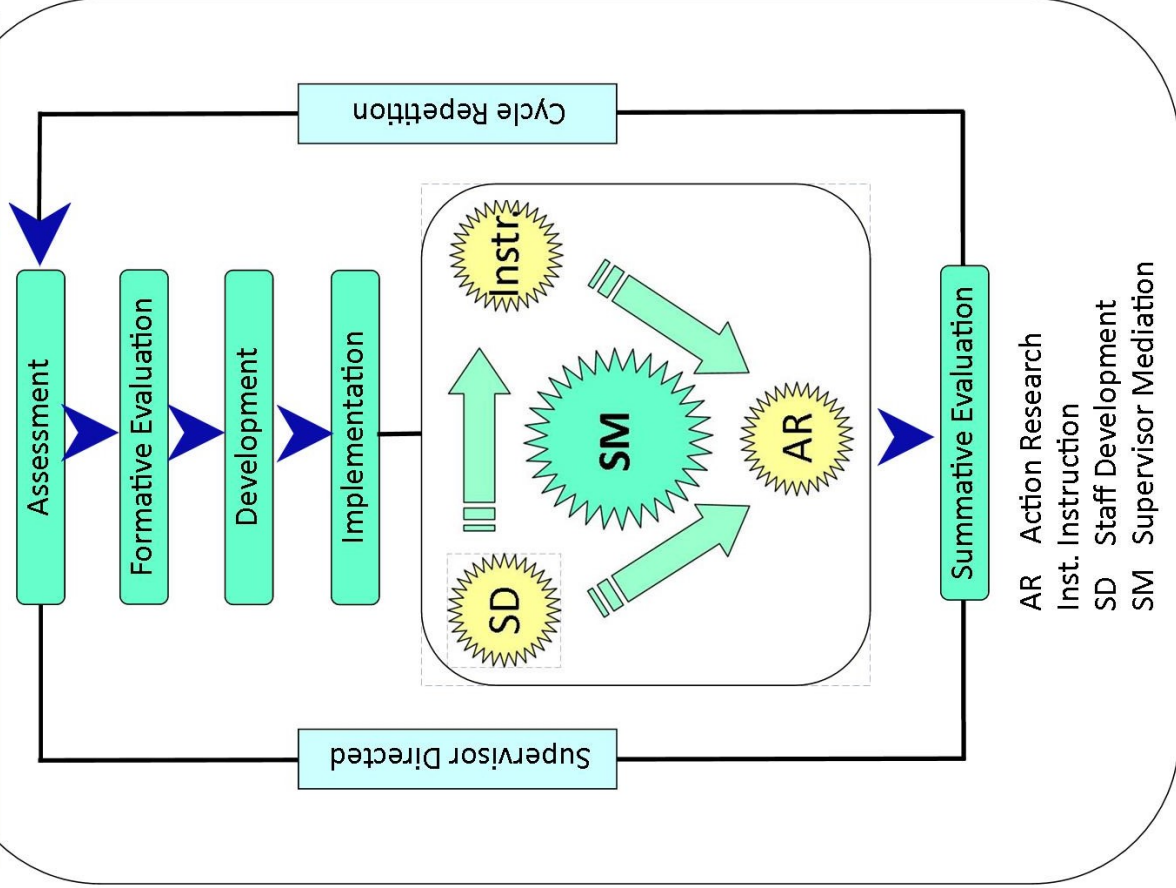 Cycle Repetition
Assessment
Formative Evaluation
Development
Implementation
SD
Instr.
SM
AR
Summative Evaluation
Supervisor Directed
AR Action Research
Inst. Instruction
SD Staff Development
SM Supervisor Mediation